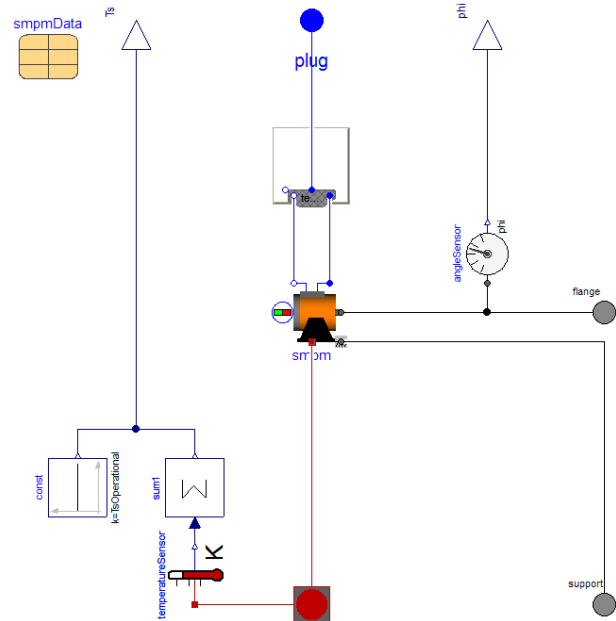 smpmData
Ts
plug
phi
te...
phi
angleSensor
flange
smpm
const
k=TsOperational
sum1
K
temperatureSensor
support